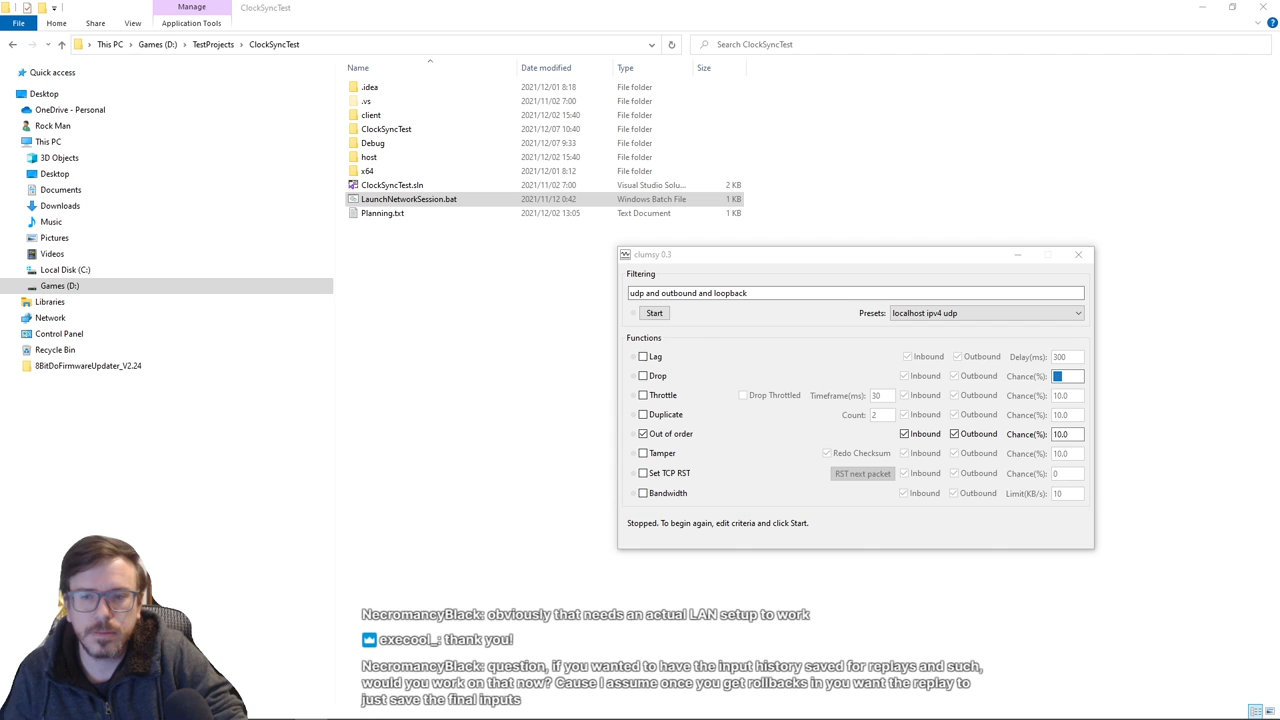 Manage
ClockSyncTest
File Home Share View Application Tools
This PC Games (D:) TestProjects ClockSyncTest
Search ClockSyncTest
Name Date modified Type Size
Quick access
Desktop
OneDrive - Personal
Rock Man
This PC
3D Objects
Desktop
Documents
Downloads
Music
Pictures
Videos
Local Disk (C:)
Games (D:)
Libraries
Network
Control Panel
Recycle Bin
8BitDoFirmwareUpdater_V2.24
.idea 2021/12/01 8:18 File folder
.vs 2021/11/02 7:00 File folder
client 2021/12/02 15:40 File folder
ClockSyncTest 2021/12/07 10:40 File folder
Debug 2021/12/07 9:33 File folder
host 2021/12/02 15:40 File folder
x64 2021/12/01 8:12 File folder
ClockSyncTest.sln 2021/11/02 7:00 Visual Studio Solu... 2 KB
LaunchNetworkSession.bat 2021/11/12 0:42 Windows Batch File 1 KB
Planning.txt 2021/12/02 13:05 Text Document 1 KB
clumsy 0.3
Filtering
udp and outbound and loopback
Start Presets: localhost ipv4 udp
Functions
Lag Inbound Outbound Delay(ms): 300
Drop Inbound Outbound Chance(%):
Throttle Drop Throttled Timeframe(ms): 30 Inbound Outbound Chance(%): 10.0
Duplicate Count: 2 Inbound Outbound Chance(%): 10.0
Out of order Inbound Outbound Chance(%): 10.0
Tamper Redo Checksum Inbound Outbound Chance(%): 10.0
Set TCP RST RST next packet Inbound Outbound Chance(%): 0
Bandwidth Inbound Outbound Limit(KB/s): 10
Stopped. To begin again, edit criteria and click Start.
NecromancyBlack: obviously that needs an actual LAN setup to work
execool_: thank you!
NecromancyBlack: question, if you wanted to have the input history saved for replays and such,
would you work on that now? Cause I assume once you get rollbacks in you want the replay to
just save the final inputs